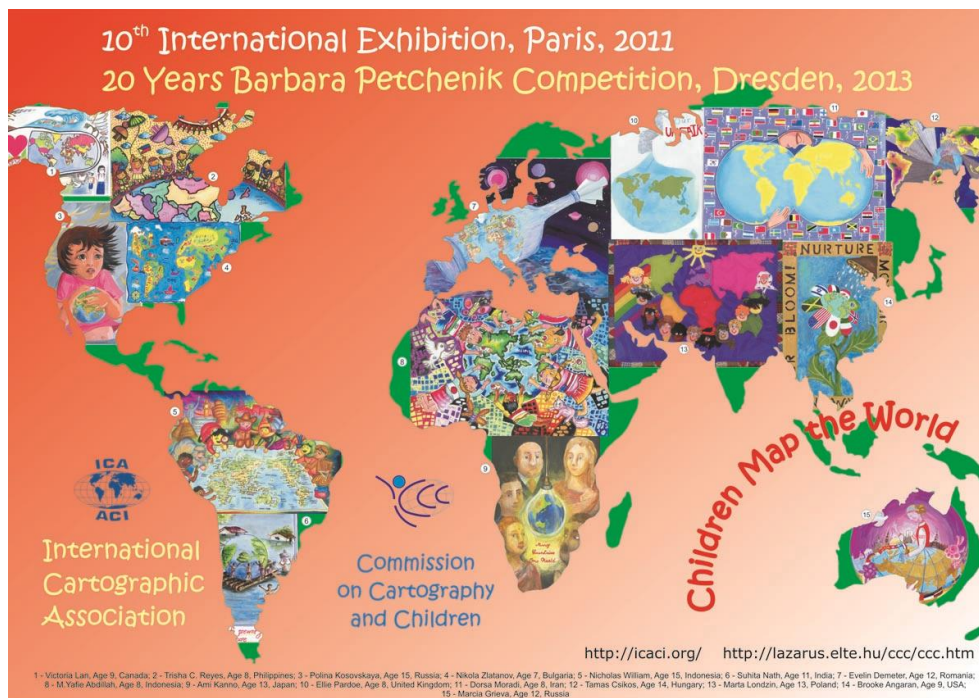 10th International Exhibition, Paris, 2011
20 Years Barbara Petchenik Competition, Dresden, 2013
NURTURE
BLOOM!
Children Map the World
ICA
ACI
International
Cartographic
Association
CCC
Commission
on Cartography
and Children
Many
Countries
One World
http://icaci.org/ http://lazarus.elte.hu/ccc/ccc.htm
1 - Victoria Lah, Age 9, Canada; 2 - Trisha C. Reyes, Age 8, Philippines; 3 - Polina Kosovskaya, Age 15, Russia; 4 - Nikola Zlatanov, Age 7, Bulgaria; 5 - Nicholas William, Age 15, Indonesia; 6 - Suhita Nath, Age 11, India; 7 - Evelin Demeter, Age 12, Romania;
8 - M.Yafie Abdillah, Age 8, Indonesia; 9 - Ami Kanno, Age 13, Japan; 10 - Ellie Pardoe, Age 8, United Kingdom; 11 - Dorsa Moradi, Age 8, Iran; 12 - Tamas Csikos, Age 14, Hungary; 13 - Marta Londzin, Age 13, Poland; 14 - Brooke Angaran, Age 9, USA;
15 - Marcia Grieva, Age 12, Russia